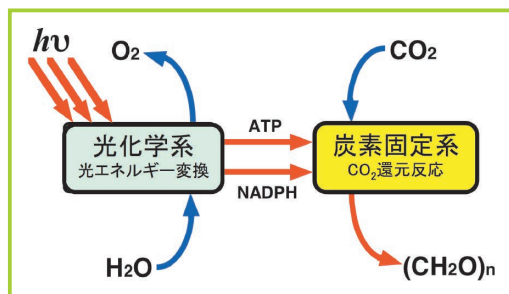 hυ
O₂
CO₂
光化学系
光エネルギー変換
ATP
NADPH
炭素固定系
CO₂還元反応
H₂O
(CH₂O)n